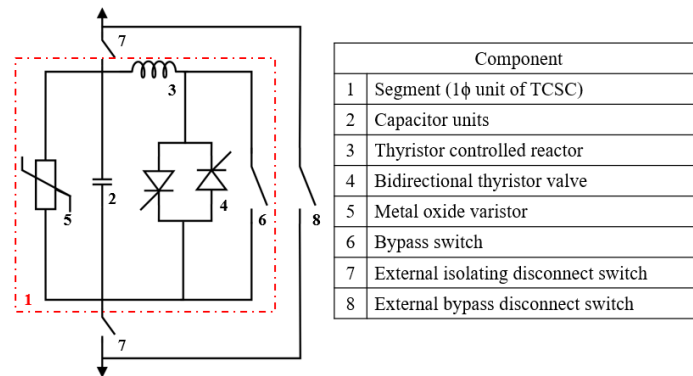 7
3
5
2
4
6
8
1
7
Component
1 Segment (1ϕ unit of TCSC)
2 Capacitor units
3 Thyristor controlled reactor
4 Bidirectional thyristor valve
5 Metal oxide varistor
6 Bypass switch
7 External isolating disconnect switch
8 External bypass disconnect switch